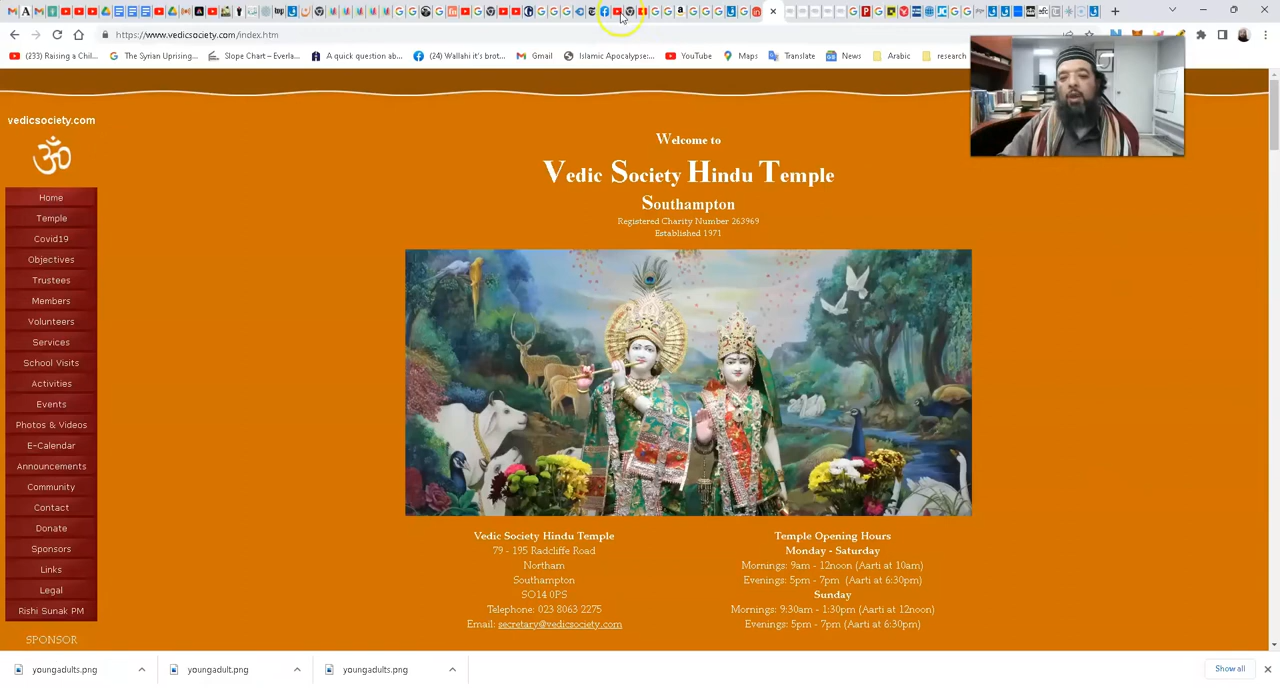 https://www.vedicsociety.com/index.htm
(233) Raising a Chil...
The Syrian Uprising...
Slope Chart – Everla...
A quick question ab...
(24) Wallahi it's brot...
Gmail
Islamic Apocalypse:...
YouTube
Maps
Translate
News
Arabic
research
vedicsociety.com
ॐ
Home
Temple
Covid19
Objectives
Trustees
Members
Volunteers
Services
School Visits
Activities
Events
Photos & Videos
E-Calendar
Announcements
Community
Contact
Donate
Sponsors
Links
Legal
Rishi Sunak PM
SPONSOR
Welcome to
Vedic Society Hindu Temple
Southampton
Registered Charity Number 263969
Established 1971
Vedic Society Hindu Temple
79 - 195 Radcliffe Road
Northam
Southampton
SO14 0PS
Telephone: 023 8063 2275
Email: secretary@vedicsociety.com
Temple Opening Hours
Monday - Saturday
Mornings: 9am - 12noon (Aarti at 10am)
Evenings: 5pm - 7pm (Aarti at 6:30pm)
Sunday
Mornings: 9:30am - 1:30pm (Aarti at 12noon)
Evenings: 5pm - 7pm (Aarti at 6:30pm)
youngadults.png
youngadult.png
youngadults.png
Show all